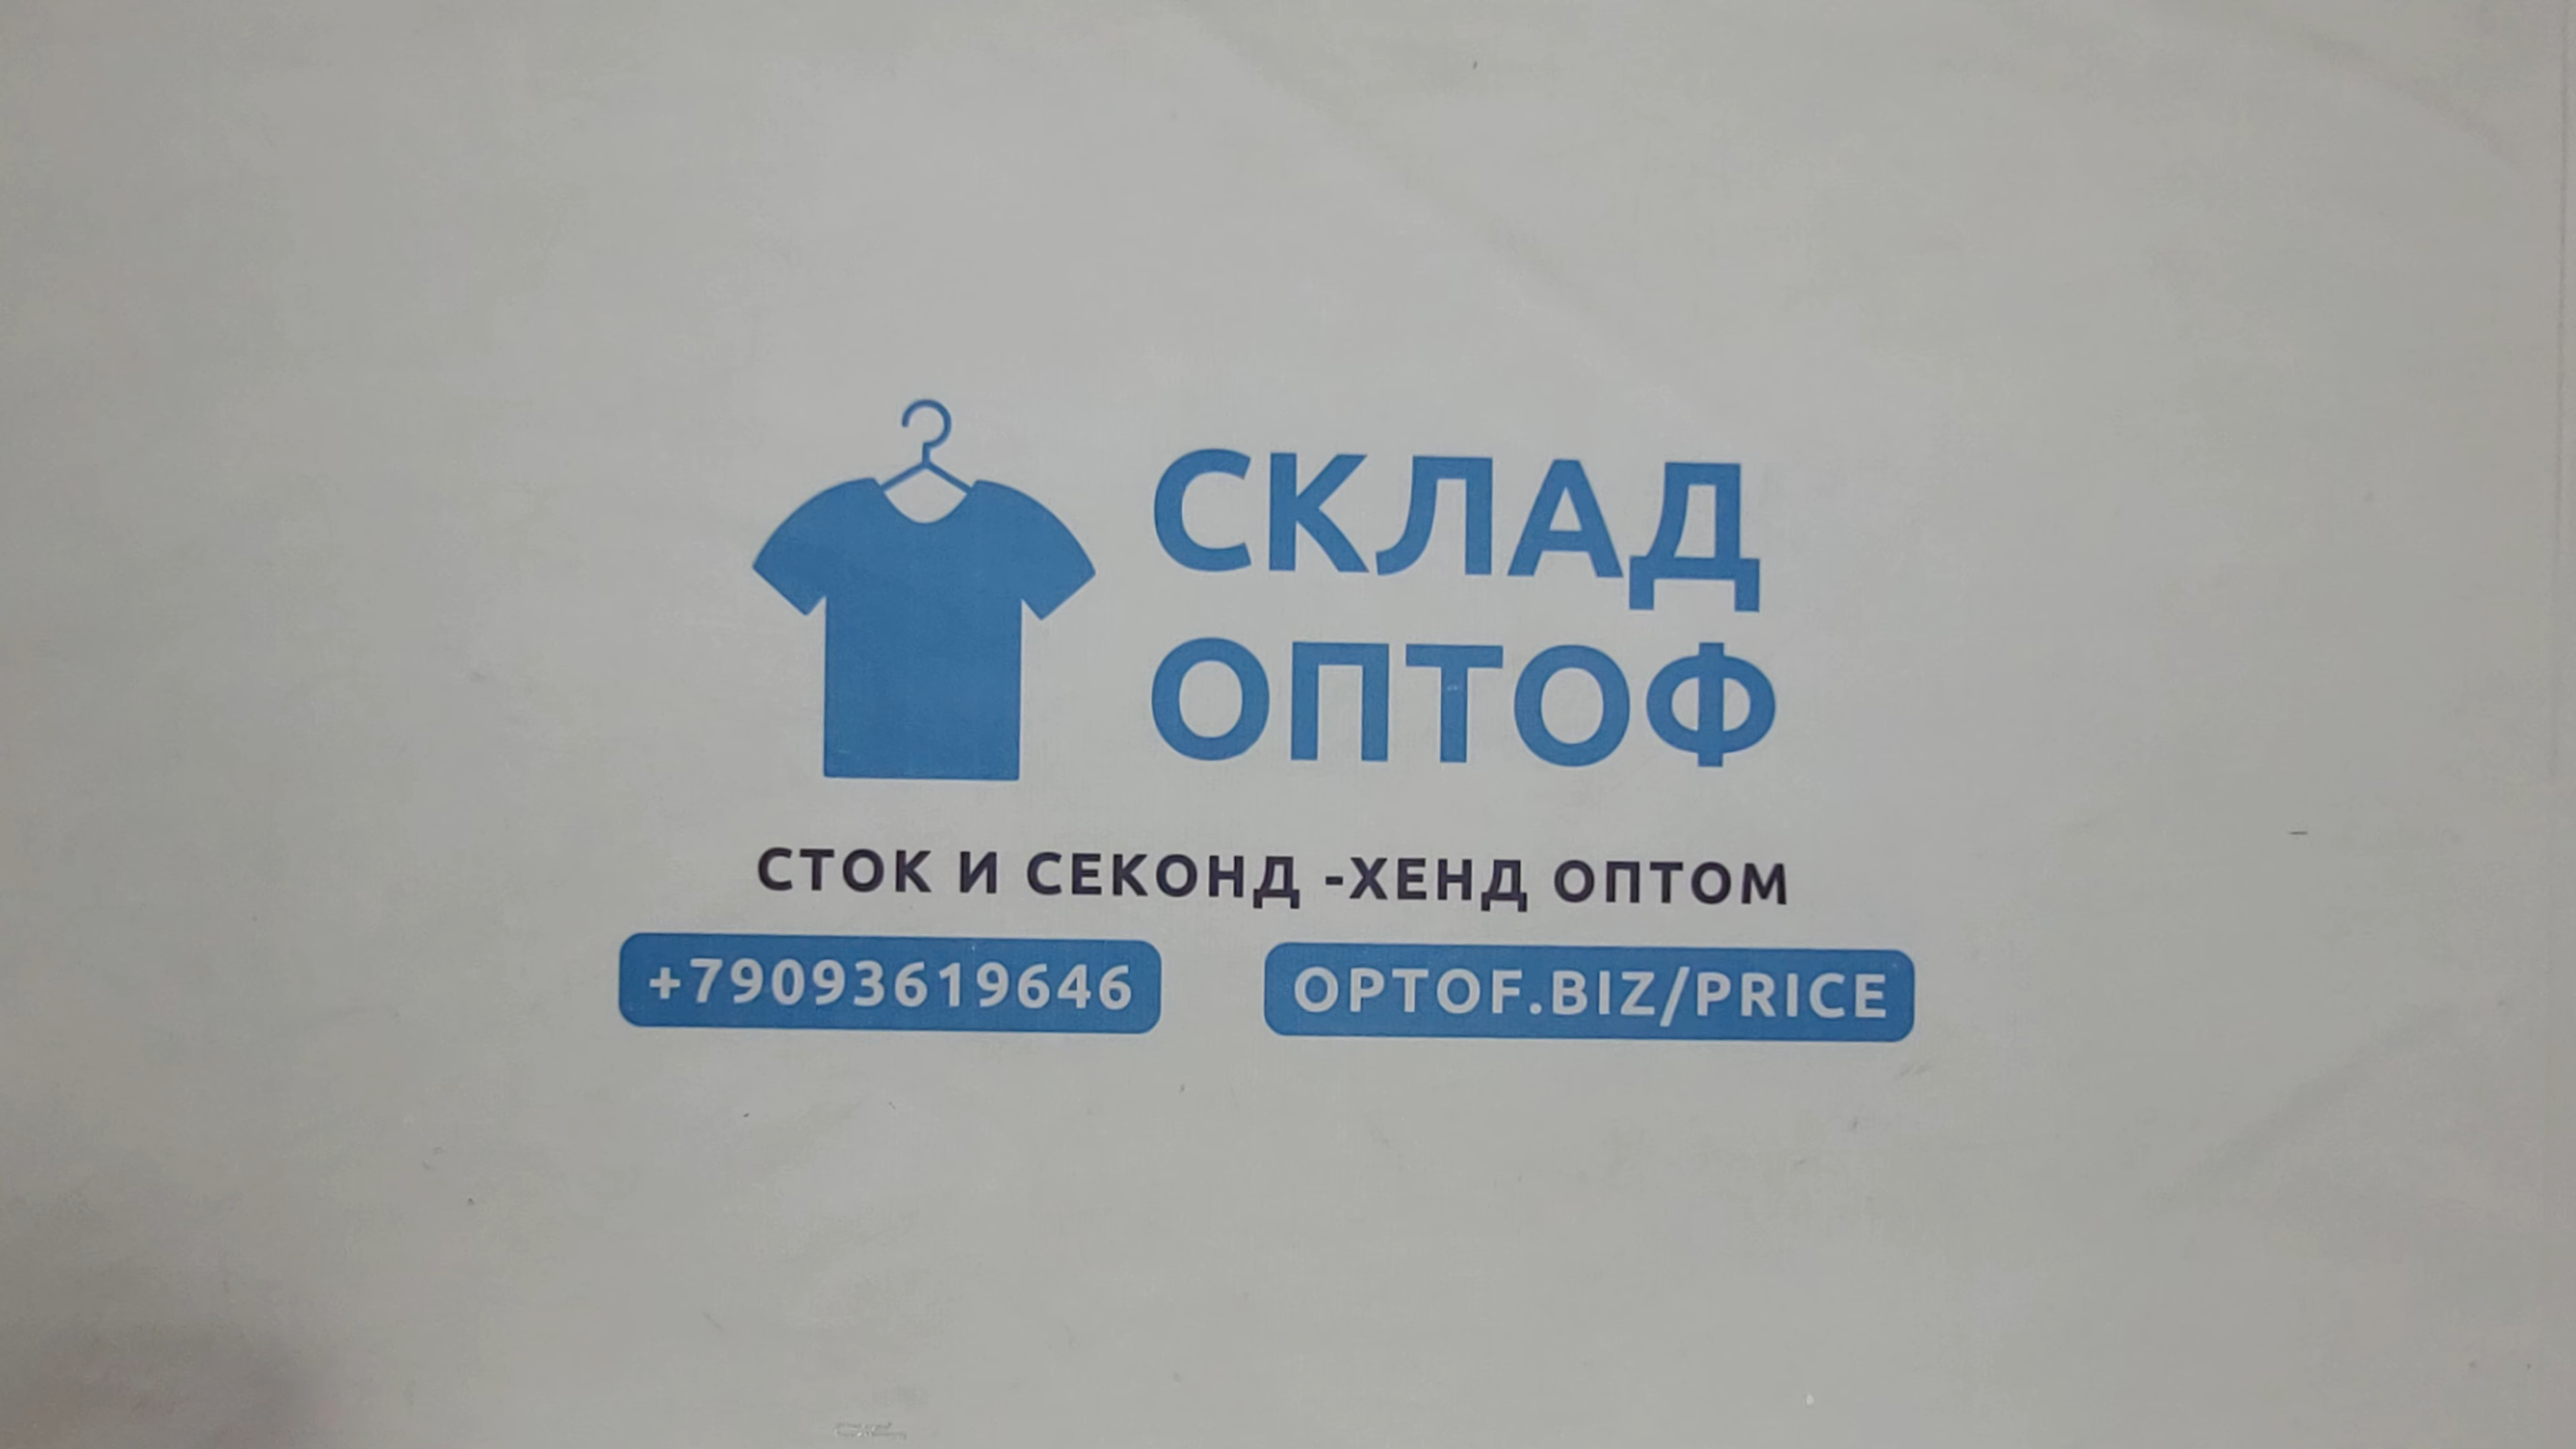 СКЛАД
ОПТОФ
СТОК И СЕКОНД -ХЕНД ОПТОМ
+79093619646
OPTOF.BIZ/PRICE